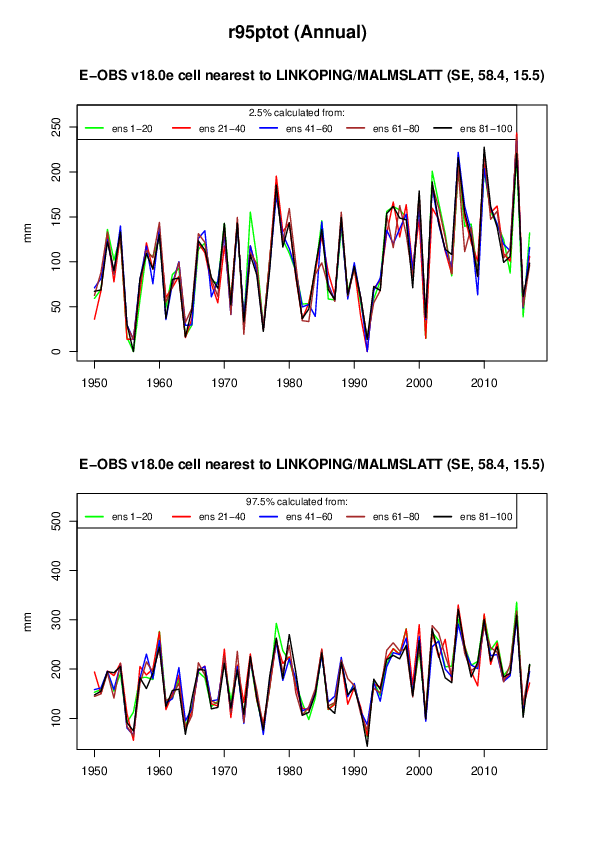 r95ptot (Annual)
E−OBS v18.0e cell nearest to LINKOPING/MALMSLATT (SE, 58.4, 15.5)
2.5% calculated from:
ens 1−20 ens 21−40 ens 41−60 ens 61−80 ens 81−100
mm
250
200
150
100
50
0
1950 1960 1970 1980 1990 2000 2010
E−OBS v18.0e cell nearest to LINKOPING/MALMSLATT (SE, 58.4, 15.5)
97.5% calculated from:
ens 1−20 ens 21−40 ens 41−60 ens 61−80 ens 81−100
mm
500
400
300
200
100
1950 1960 1970 1980 1990 2000 2010